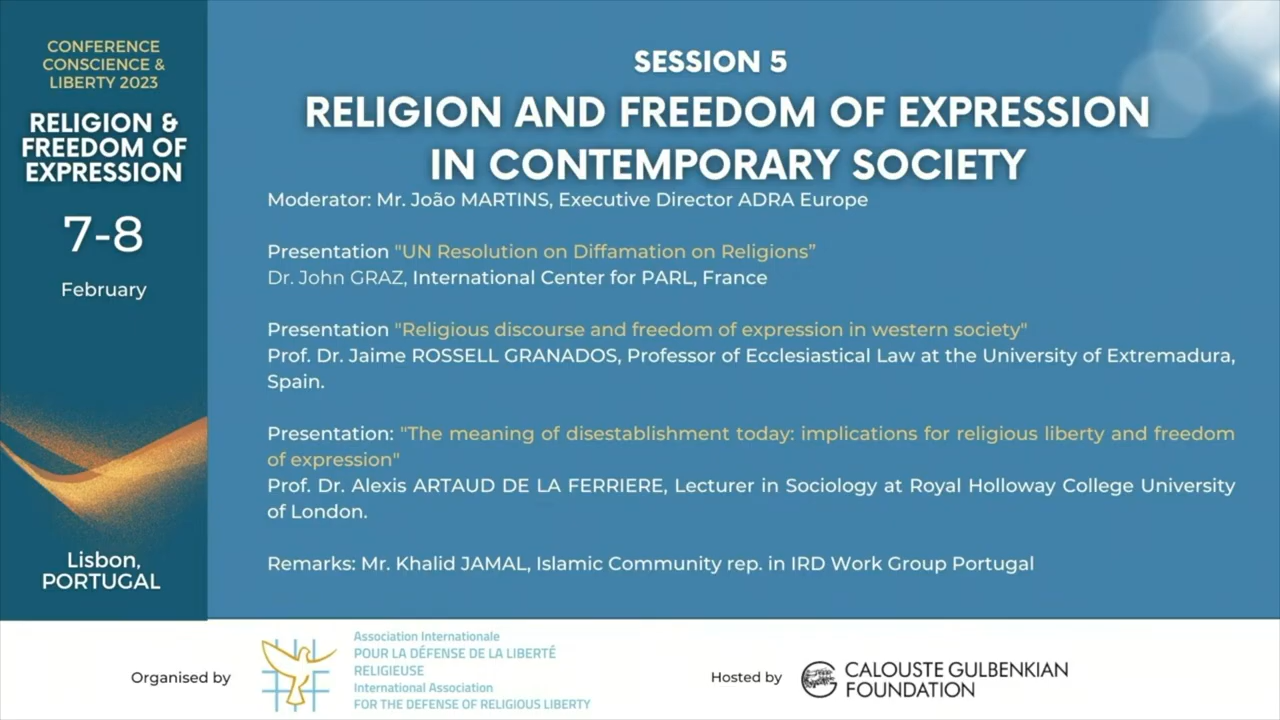 CONFERENCE
CONSCIENCE &
LIBERTY 2023
RELIGION &
FREEDOM OF
EXPRESSION
7-8
February
Lisbon,
PORTUGAL
SESSION 5
RELIGION AND FREEDOM OF EXPRESSION
IN CONTEMPORARY SOCIETY
Moderator: Mr. João MARTINS, Executive Director ADRA Europe
Presentation "UN Resolution on Diffamation on Religions”
Dr. John GRAZ, International Center for PARL, France
Presentation "Religious discourse and freedom of expression in western society"
Prof. Dr. Jaime ROSSELL GRANADOS, Professor of Ecclesiastical Law at the University of Extremadura,
Spain.
Presentation: "The meaning of disestablishment today: implications for religious liberty and freedom
of expression"
Prof. Dr. Alexis ARTAUD DE LA FERRIERE, Lecturer in Sociology at Royal Holloway College University
of London.
Remarks: Mr. Khalid JAMAL, Islamic Community rep. in IRD Work Group Portugal
Organised by
Association Internationale
POUR LA DÉFENSE DE LA LIBERTÉ
RELIGIEUSE
International Association
FOR THE DEFENSE OF RELIGIOUS LIBERTY
Hosted by
CALOUSTE GULBENKIAN
FOUNDATION